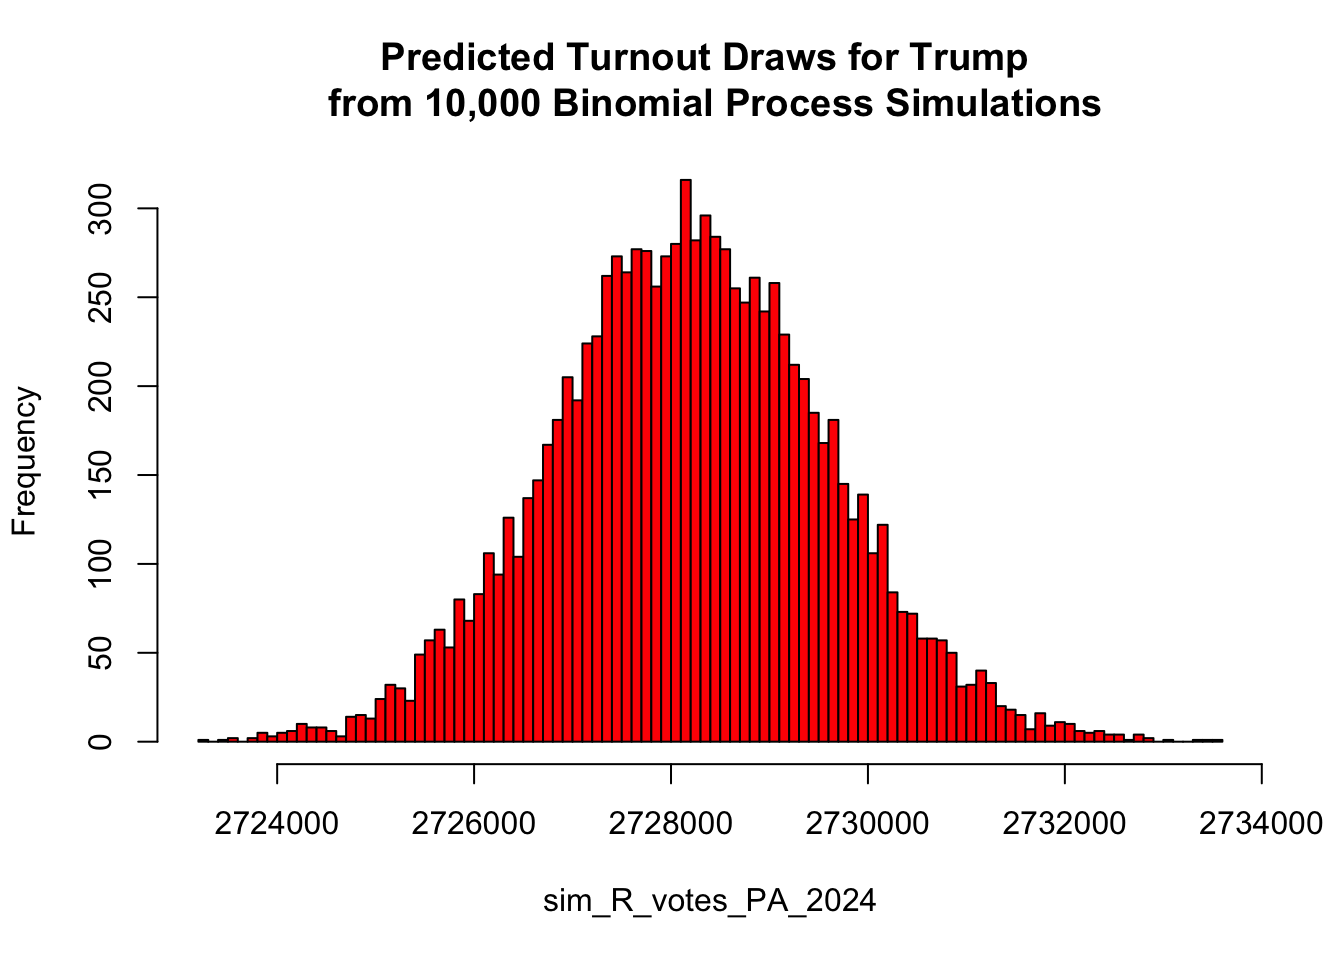 Predicted Turnout Draws for Trump
from 10,000 Binomial Process Simulations
Frequency
300
250
200
150
100
50
0
2724000 2726000 2728000 2730000 2732000 2734000
sim_R_votes_PA_2024